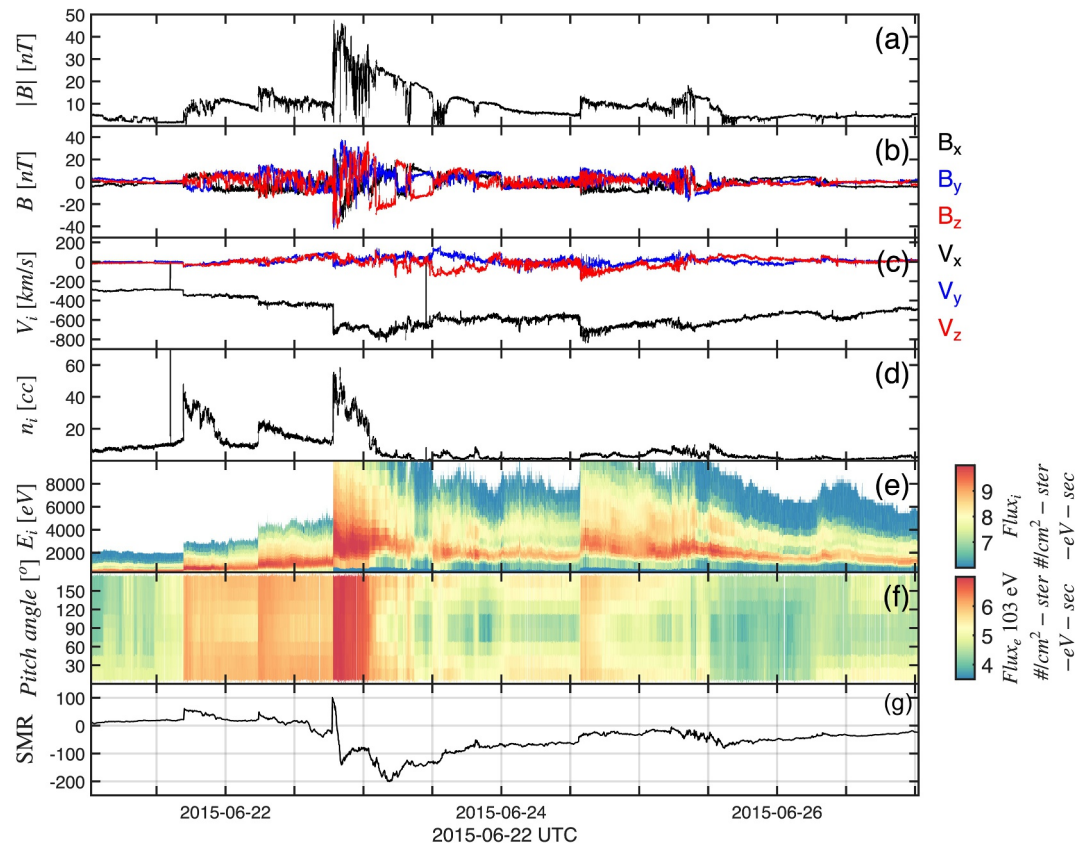 50
40
30
20
10
|B| [nT]
(a)
40
20
0
-20
-40
B [nT]
(b)
Bx
By
Bz
200
0
-200
-400
-600
-800
Vi [km/s]
(c)
Vx
Vy
Vz
60
40
20
ni [cc]
(d)
8000
6000
4000
2000
Ei [eV]
(e)
9
8
7
Fluxi
#/cm² − ster
−eV − sec
150
120
90
60
30
Pitch angle [°]
(f)
6
5
4
Fluxe 103 eV
#/cm² − ster
−eV − sec
100
0
-100
-200
SMR
(g)
2015-06-22
2015-06-24
2015-06-26
2015-06-22 UTC